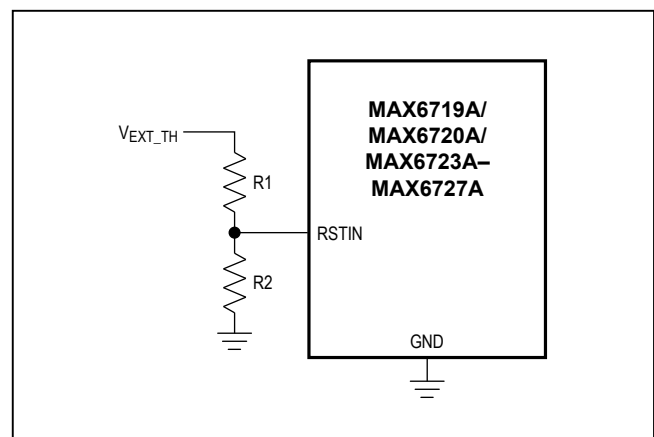 MAX6719A/
MAX6720A/
MAX6723A–
MAX6727A
VEXT_TH
R1
RSTIN
R2
GND